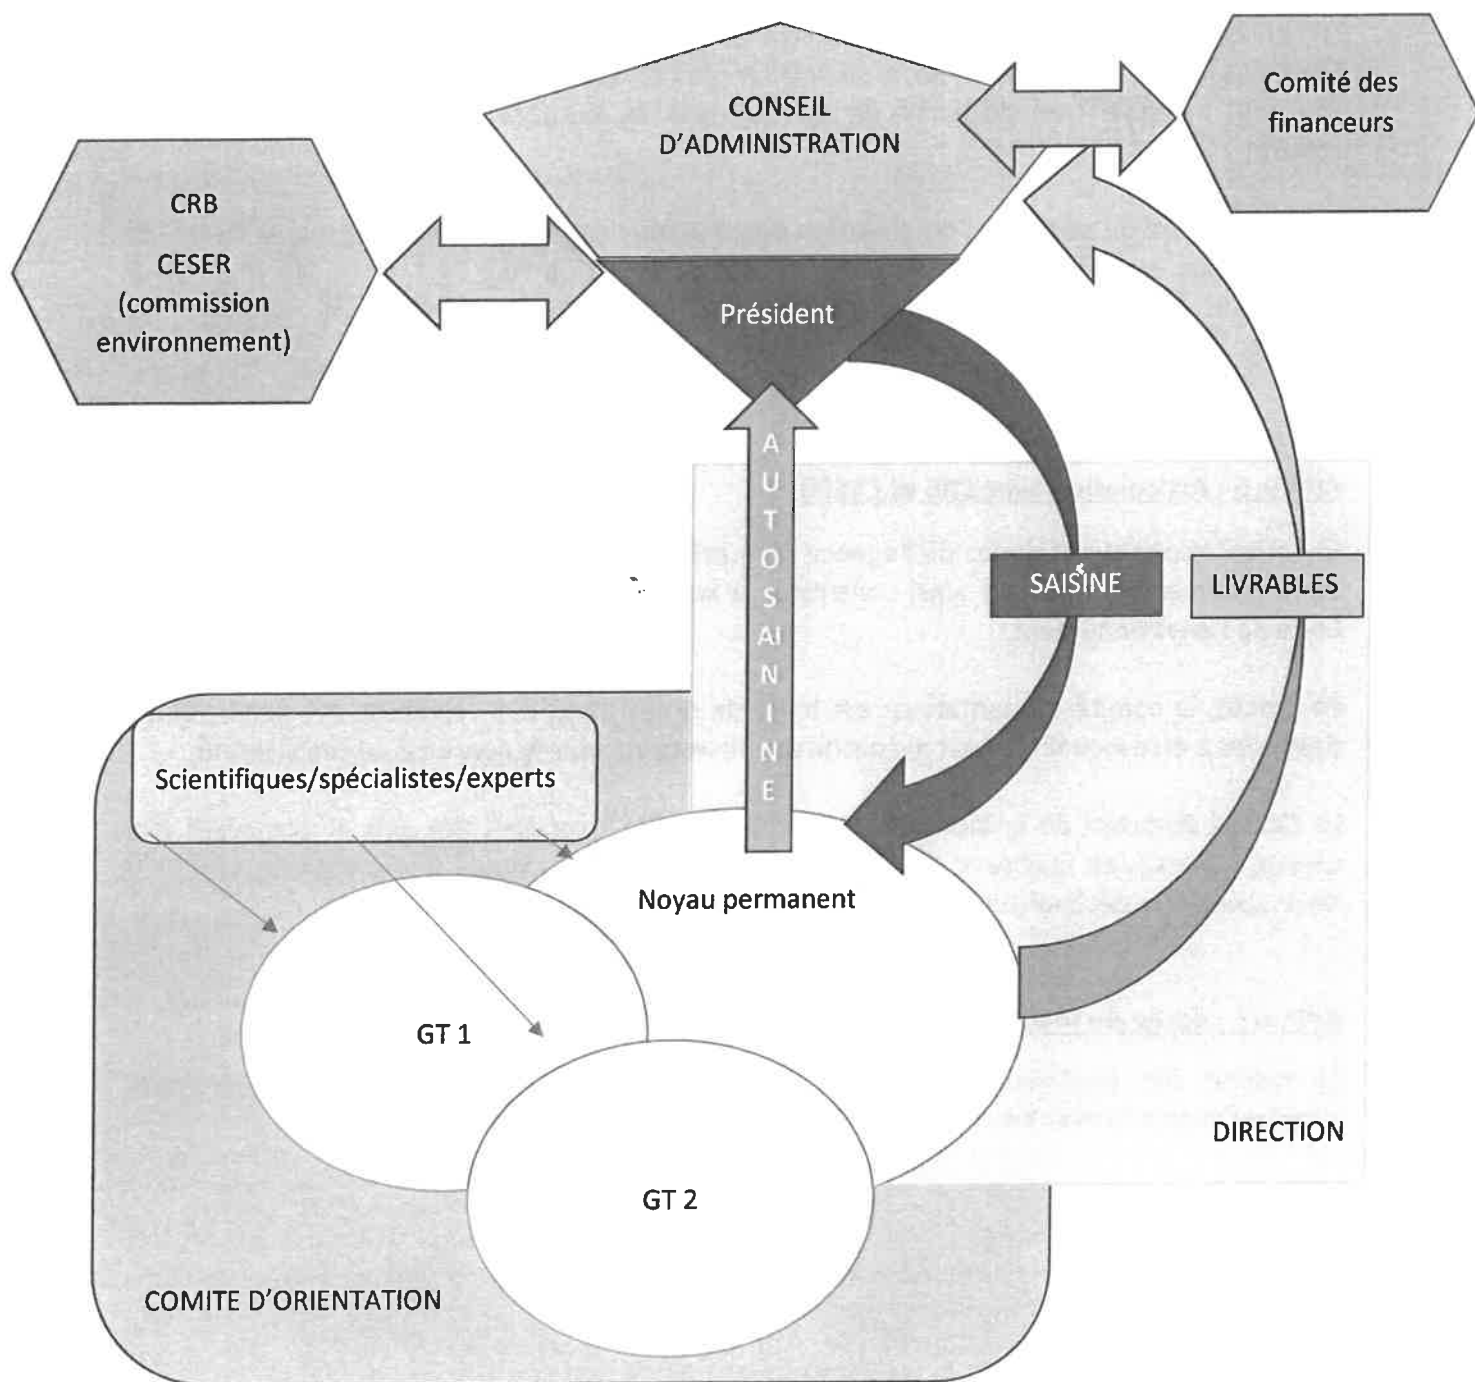 CONSEIL
D'ADMINISTRATION
Comité des
financeurs
CRB
CESER
(commission
environnement)
Président
AUTOSAININE
SAISINE
LIVRABLES
Scientifiques/spécialistes/experts
Noyau permanent
GT 1
DIRECTION
GT 2
COMITE D'ORIENTATION